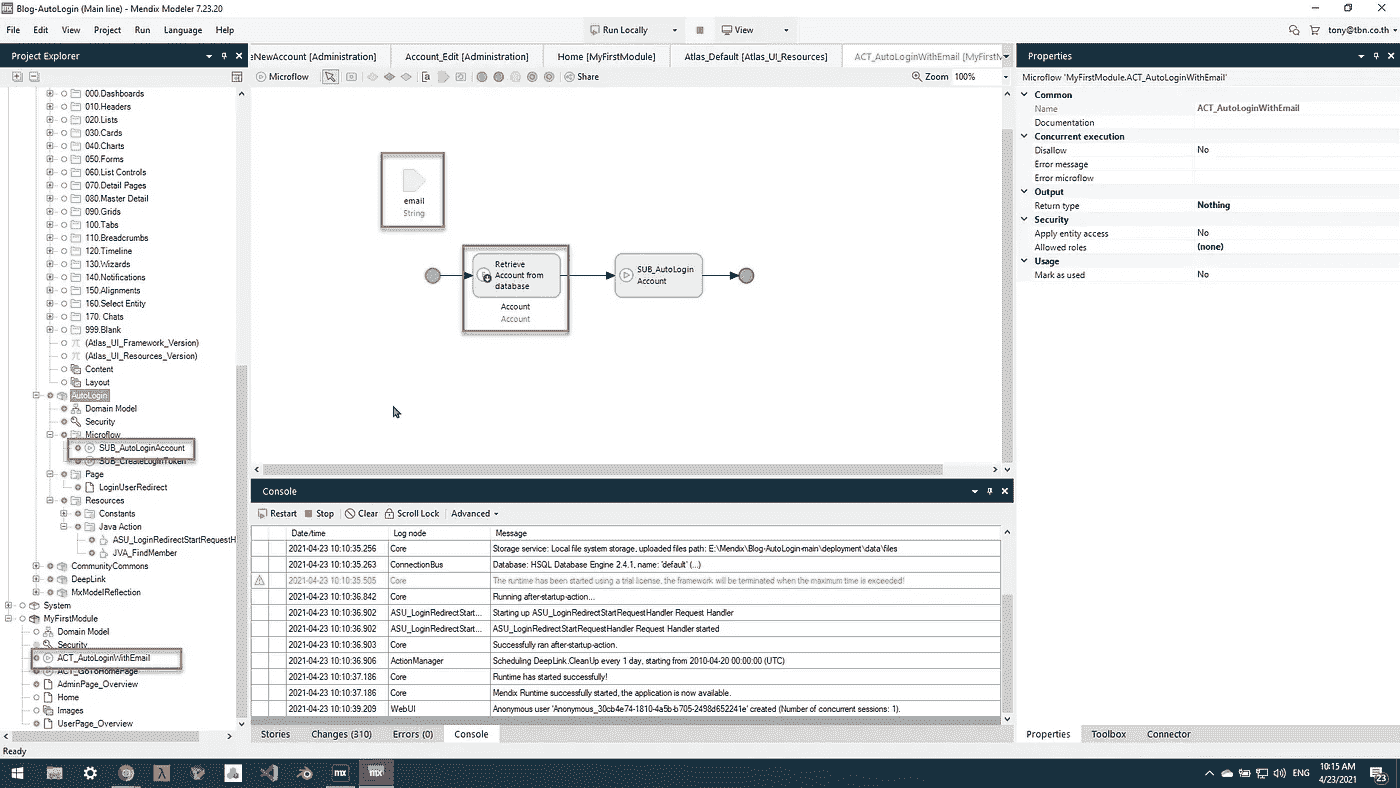 Blog-AutoLogin (Main line) - Mendix Modeler 7.23.20
File Edit View Project Run Language Help
Run Locally
View
tony@tbn.co.th
Project Explorer
000.Dashboards
010.Headers
020.Lists
030.Cards
040.Charts
050.Forms
060.List Controls
070.Detail Pages
080.Master Detail
090.Grids
100.Tabs
110.Breadcrumbs
120.Timeline
130.Wizards
140.Notifications
150.Alignments
160.Select Entity
170. Chats
999.Blank
(Atlas_UI_Framework_Version)
(Atlas_UI_Resources_Version)
Content
Layout
AutoLogin
Domain Model
Security
Microflow
SUB_AutoLoginAccount
SUB_CreateLoginToken
Page
LoginUserRedirect
Resources
Constants
Java Action
ASU_LoginRedirectStartRequestH
JVA_FindMember
CommunityCommons
DeepLink
MxModelReflection
System
MyFirstModule
Domain Model
Security
ACT_AutoLoginWithEmail
ACT_GoToHomePage
AdminPage_Overview
Home
Images
UserPage_Overview
Ready
eNewAccount [Administration] Account_Edit [Administration] Home [MyFirstModule] Atlas_Default [Atlas_UI_Resources] ACT_AutoLoginWithEmail [MyFirstM
Microflow
Share
Zoom 100%
email
String
Retrieve
Account from
database
Account
Account
SUB_AutoLogin
Account
Console
Restart Stop Clear Scroll Lock Advanced
Date/time Log node Message
2021-04-23 10:10:35.256 Core Storage service: Local file system storage, uploaded files path: E:\Mendix\Blog-AutoLogin-main\deployment\data\files
2021-04-23 10:10:35.263 ConnectionBus Database: HSQL Database Engine 2.4.1, name: 'default' (...)
2021-04-23 10:10:35.505 Core The runtime has been started using a trial license, the framework will be terminated when the maximum time is exceeded!
2021-04-23 10:10:36.842 Core Running after-startup-action...
2021-04-23 10:10:36.902 ASU_LoginRedirectStart... Starting up ASU_LoginRedirectStartRequestHandler Request Handler
2021-04-23 10:10:36.902 ASU_LoginRedirectStart... ASU_LoginRedirectStartRequestHandler Request Handler started
2021-04-23 10:10:36.903 Core Successfully ran after-startup-action.
2021-04-23 10:10:36.906 ActionManager Scheduling DeepLink.CleanUp every 1 day, starting from 2010-04-20 00:00:00 (UTC)
2021-04-23 10:10:37.186 Core Runtime has started successfully!
2021-04-23 10:10:37.186 Core Mendix Runtime successfully started, the application is now available.
2021-04-23 10:10:39.209 WebUI Anonymous user 'Anonymous_30cb4e74-1810-4a5b-b705-2498d652241e' created (Number of concurrent sessions: 1).
Stories Changes (310) Errors (0) Console
Properties
Microflow 'MyFirstModule.ACT_AutoLoginWithEmail'
Common
Name ACT_AutoLoginWithEmail
Documentation
Concurrent execution
Disallow No
Error message
Error microflow
Output
Return type Nothing
Security
Apply entity access No
Allowed roles (none)
Usage
Mark as used No
Properties Toolbox Connector
mx
mx
ENG
10:15 AM
4/23/2021
23